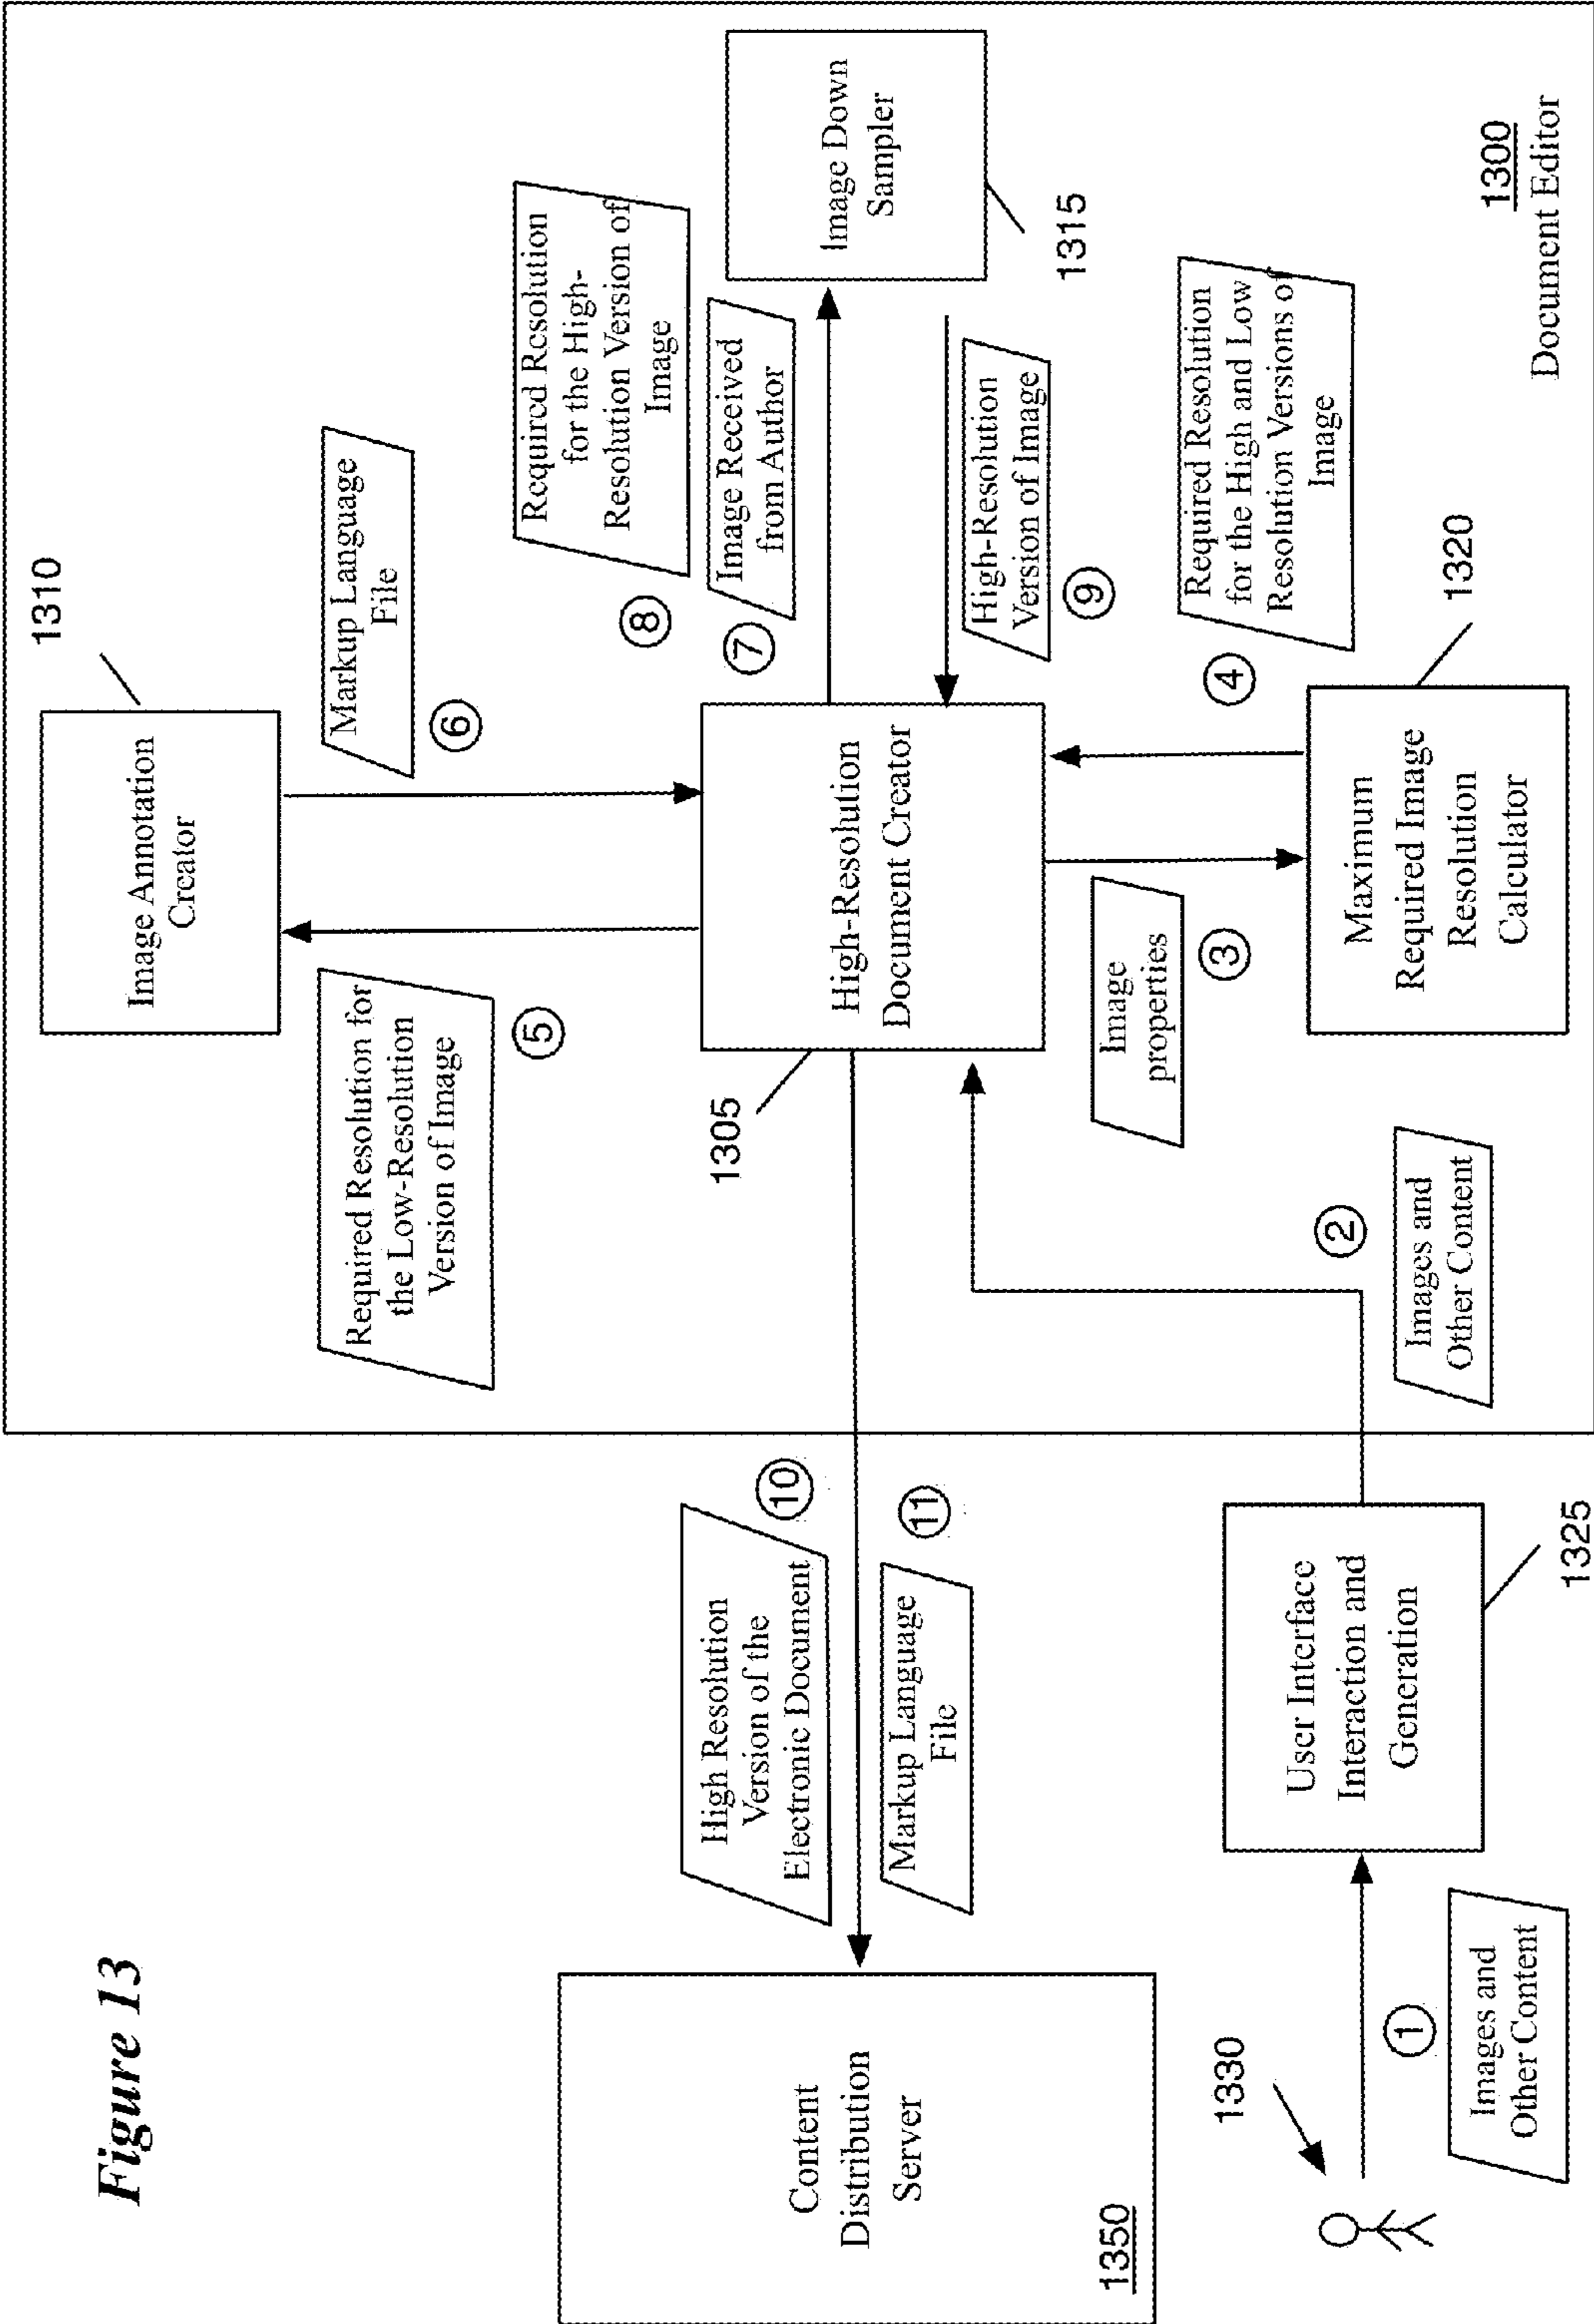 Figure 13
Content
Distribution
Server
1350
1330
1
Images and
Other Content
User Interface
Interaction and
Generation
1325
High Resolution
Version of the
Electronic Document
10
Markup Language
File
11
2
Images and
Other Content
Required Resolution for
the Low-Resolution
Version of Image
5
1305
High-Resolution
Document Creator
Image
properties
3
Image Annotation
Creator
1310
Markup Language
File
6
Maximum
Required Image
Resolution
Calculator
1320
4
Required Resolution
for the High and Low
Resolution Versions of
Image
8
Required Resolution
for the High-
Resolution Version of
Image
7
Image Received
from Author
High-Resolution
Version of Image
9
Image Down
Sampler
1315
1300
Document Editor